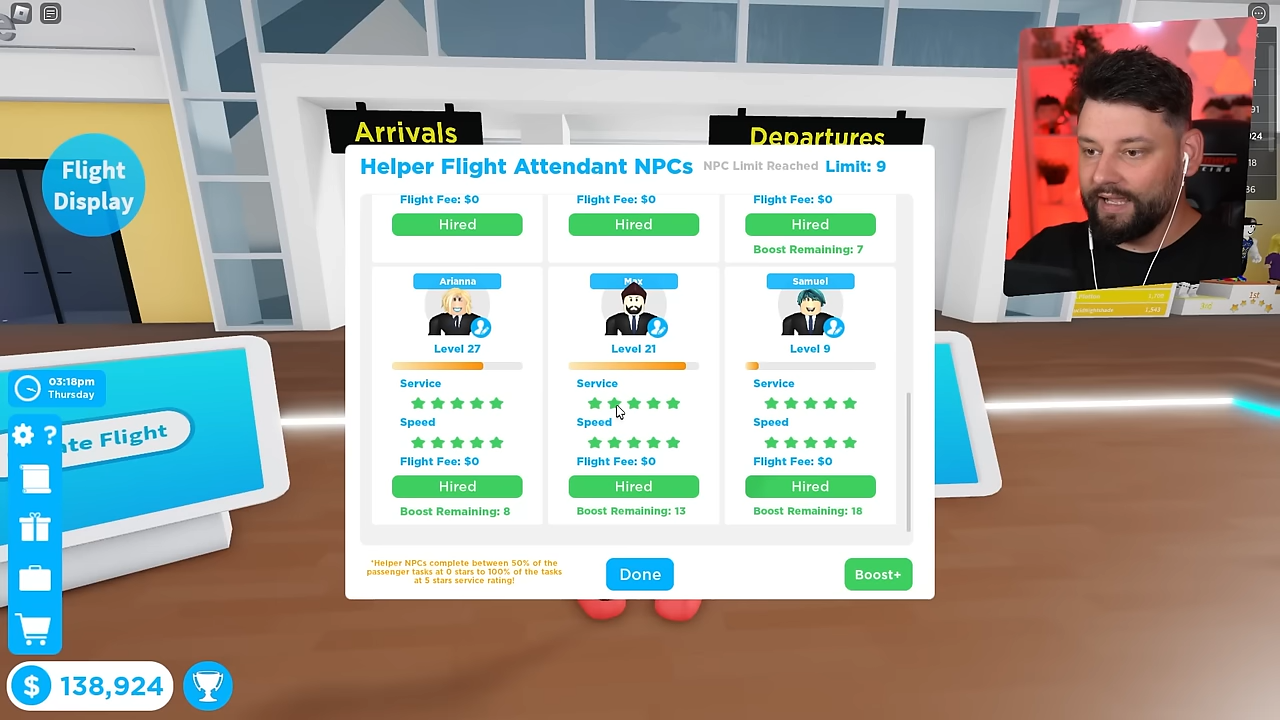 Arrivals
Departures
Flight
Display
Helper Flight Attendant NPCs NPC Limit Reached Limit: 9
Flight Fee: $0
Hired
Flight Fee: $0
Hired
Flight Fee: $0
Hired
Boost Remaining: 7
Arianna
Level 27
Service
Speed
Flight Fee: $0
Hired
Boost Remaining: 8
Max
Level 21
Service
Speed
Flight Fee: $0
Hired
Boost Remaining: 13
Samuel
Level 9
Service
Speed
Flight Fee: $0
Hired
Boost Remaining: 18
*Helper NPCs complete between 50% of the
passenger tasks at 0 stars to 100% of the tasks
at 5 stars service rating!
Done
Boost+
03:18pm
Thursday
?
Flight
$ 138,924
1st